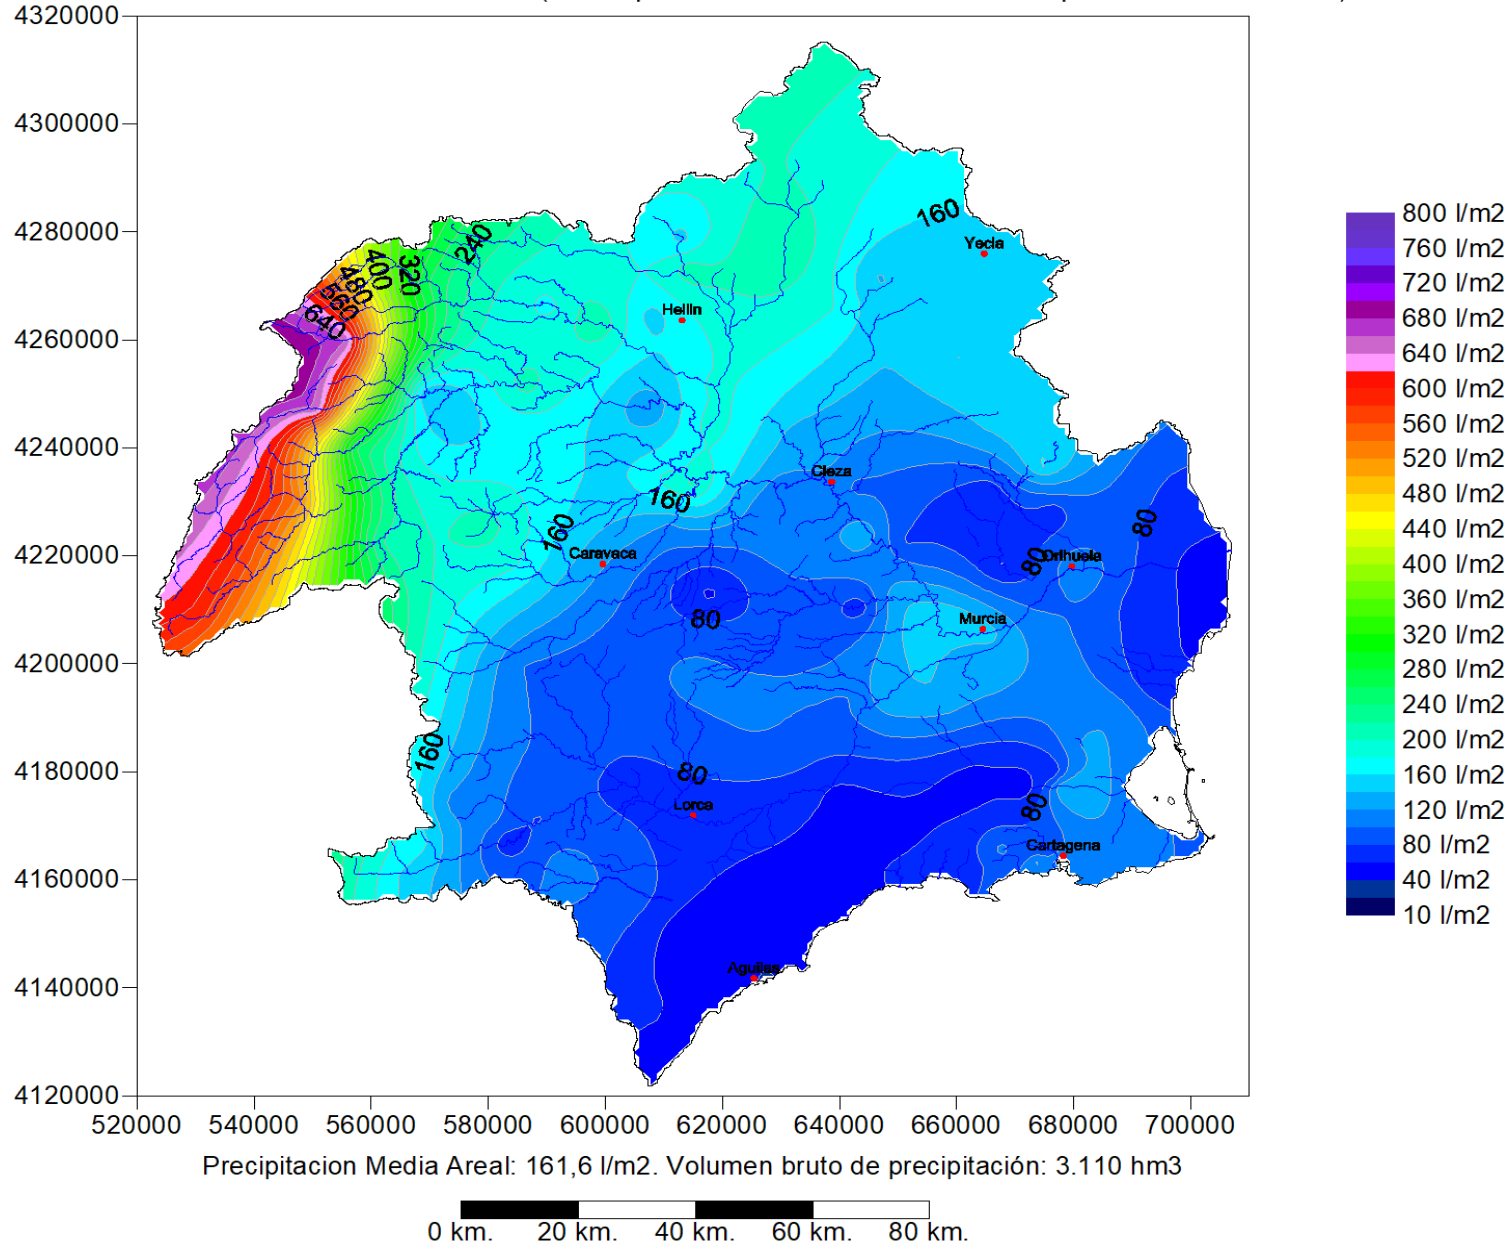 4320000
4300000
4280000
4260000
4240000
4220000
4200000
4180000
4160000
4140000
4120000
520000 540000 560000 580000 600000 620000 640000 660000 680000 700000
160
Yecla
240
320
400
480
560
640
Hellin
Cieza
160
160
Caravaca
80
80
Orihuela
80
Murcia
160
80
Lorca
80
Cartagena
Aguilas
800 l/m2
760 l/m2
720 l/m2
680 l/m2
640 l/m2
600 l/m2
560 l/m2
520 l/m2
480 l/m2
440 l/m2
400 l/m2
360 l/m2
320 l/m2
280 l/m2
240 l/m2
200 l/m2
160 l/m2
120 l/m2
80 l/m2
40 l/m2
10 l/m2
Precipitacion Media Areal: 161,6 l/m2. Volumen bruto de precipitación: 3.110 hm3
0 km. 20 km. 40 km. 60 km. 80 km.